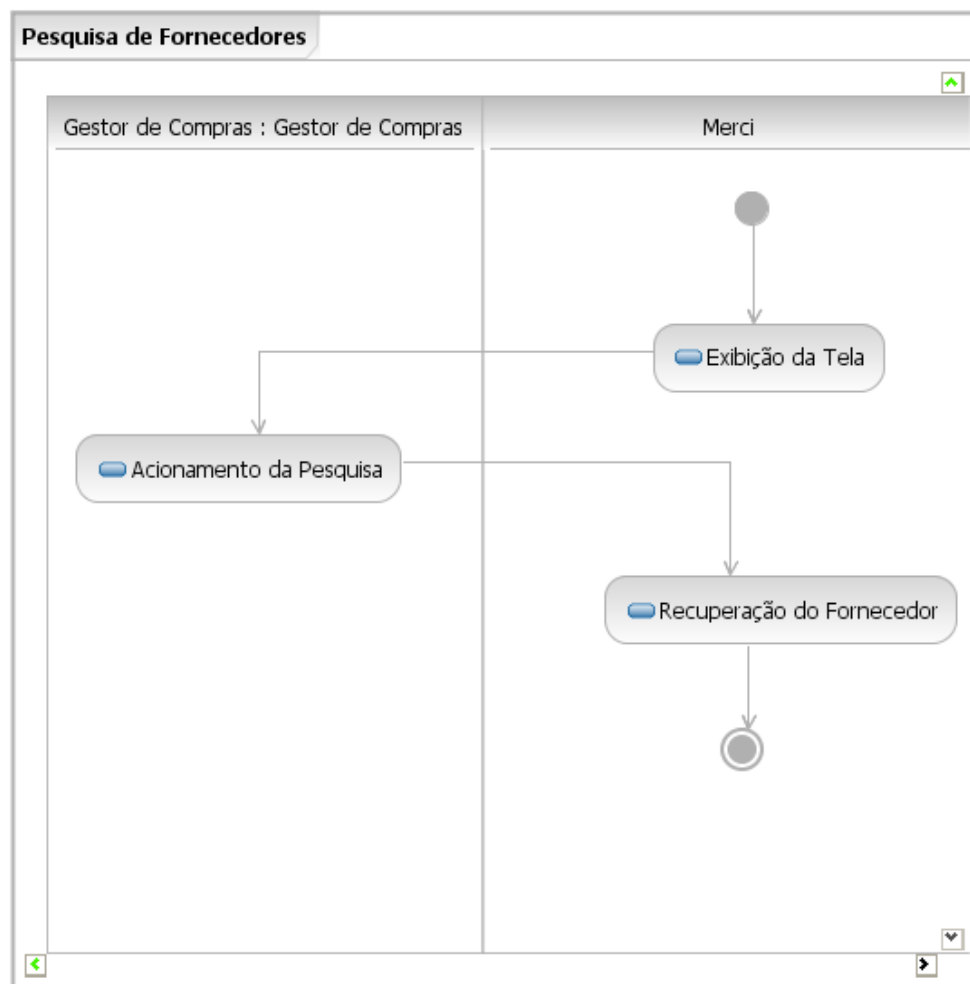 Pesquisa de Fornecedores
Gestor de Compras : Gestor de Compras
Merci
Exibição da Tela
Acionamento da Pesquisa
Recuperação do Fornecedor